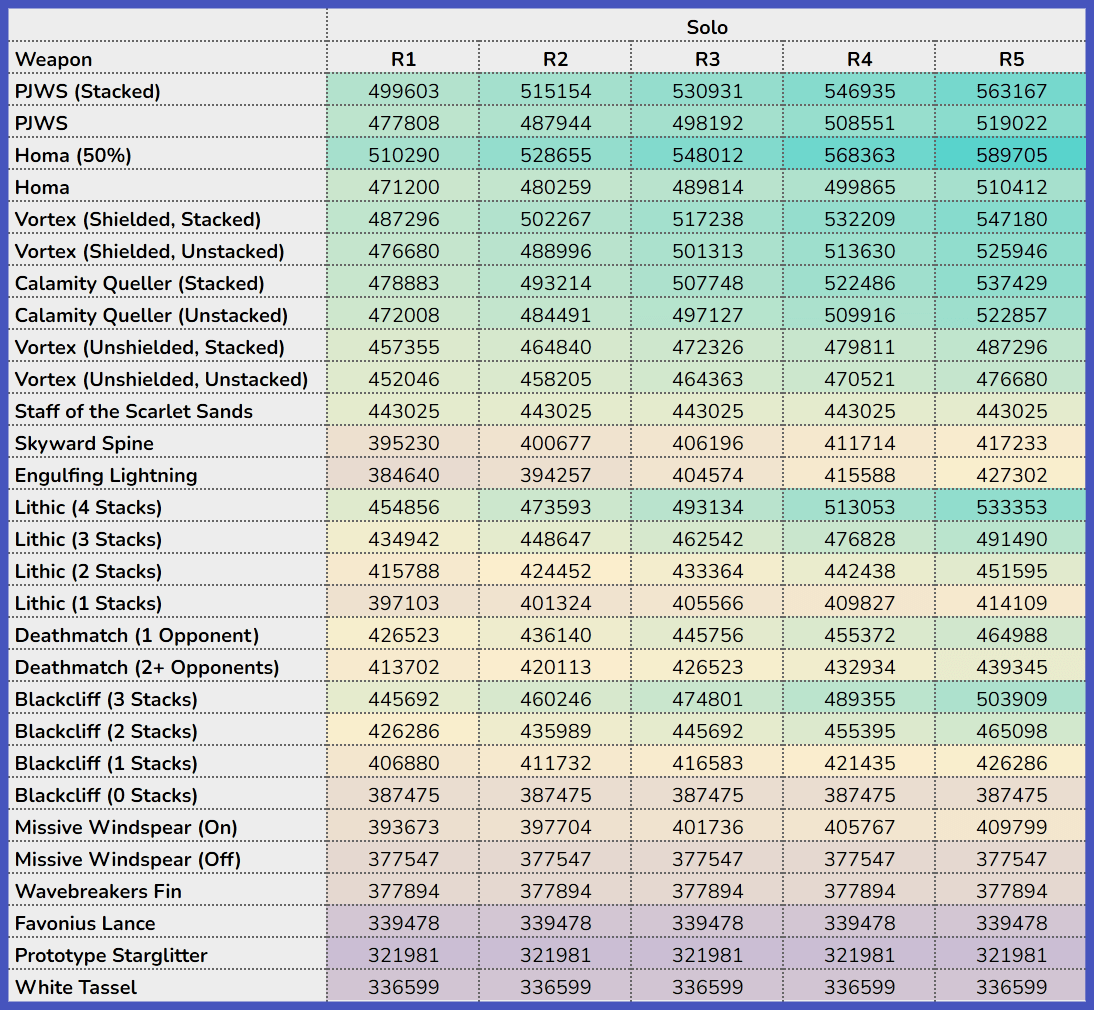 Solo
Weapon R1 R2 R3 R4 R5
PJWS (Stacked) 499603 515154 530931 546935 563167
PJWS 477808 487944 498192 508551 519022
Homa (50%) 510290 528655 548012 568363 589705
Homa 471200 480259 489814 499865 510412
Vortex (Shielded, Stacked) 487296 502267 517238 532209 547180
Vortex (Shielded, Unstacked) 476680 488996 501313 513630 525946
Calamity Queller (Stacked) 478883 493214 507748 522486 537429
Calamity Queller (Unstacked) 472008 484491 497127 509916 522857
Vortex (Unshielded, Stacked) 457355 464840 472326 479811 487296
Vortex (Unshielded, Unstacked) 452046 458205 464363 470521 476680
Staff of the Scarlet Sands 443025 443025 443025 443025 443025
Skyward Spine 395230 400677 406196 411714 417233
Engulfing Lightning 384640 394257 404574 415588 427302
Lithic (4 Stacks) 454856 473593 493134 513053 533353
Lithic (3 Stacks) 434942 448647 462542 476828 491490
Lithic (2 Stacks) 415788 424452 433364 442438 451595
Lithic (1 Stacks) 397103 401324 405566 409827 414109
Deathmatch (1 Opponent) 426523 436140 445756 455372 464988
Deathmatch (2+ Opponents) 413702 420113 426523 432934 439345
Blackcliff (3 Stacks) 445692 460246 474801 489355 503909
Blackcliff (2 Stacks) 426286 435989 445692 455395 465098
Blackcliff (1 Stacks) 406880 411732 416583 421435 426286
Blackcliff (0 Stacks) 387475 387475 387475 387475 387475
Missive Windspear (On) 393673 397704 401736 405767 409799
Missive Windspear (Off) 377547 377547 377547 377547 377547
Wavebreakers Fin 377894 377894 377894 377894 377894
Favonius Lance 339478 339478 339478 339478 339478
Prototype Starglitter 321981 321981 321981 321981 321981
White Tassel 336599 336599 336599 336599 336599